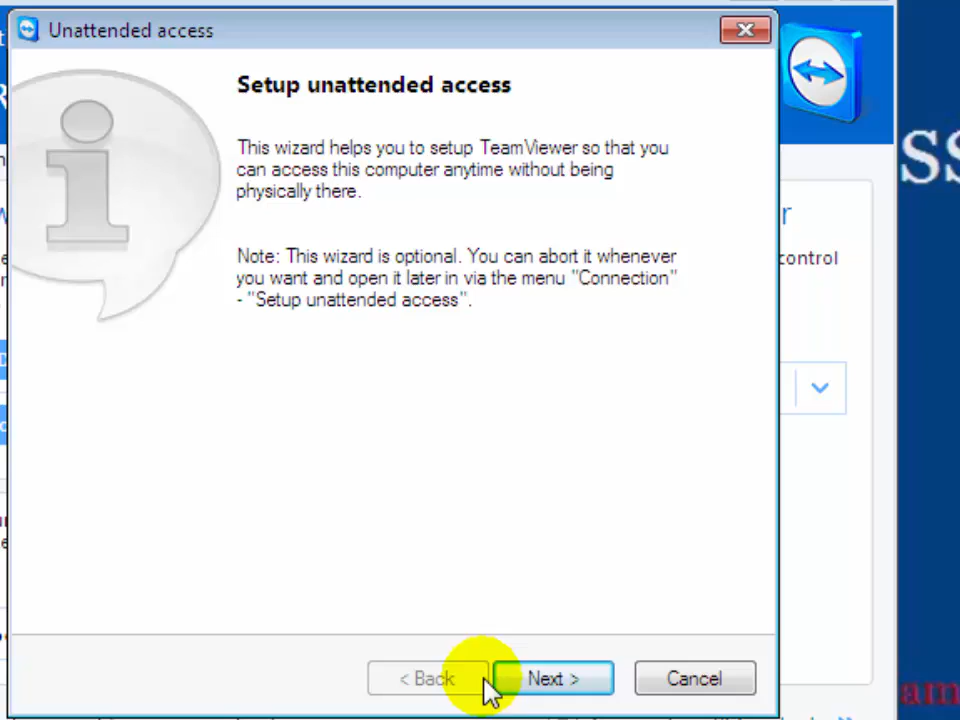 Unattended access
Setup unattended access
This wizard helps you to setup TeamViewer so that you
can access this computer anytime without being
physically there.
Note: This wizard is optional. You can abort it whenever
you want and open it later in via the menu "Connection"
- "Setup unattended access".
control
< Back
Next >
Cancel